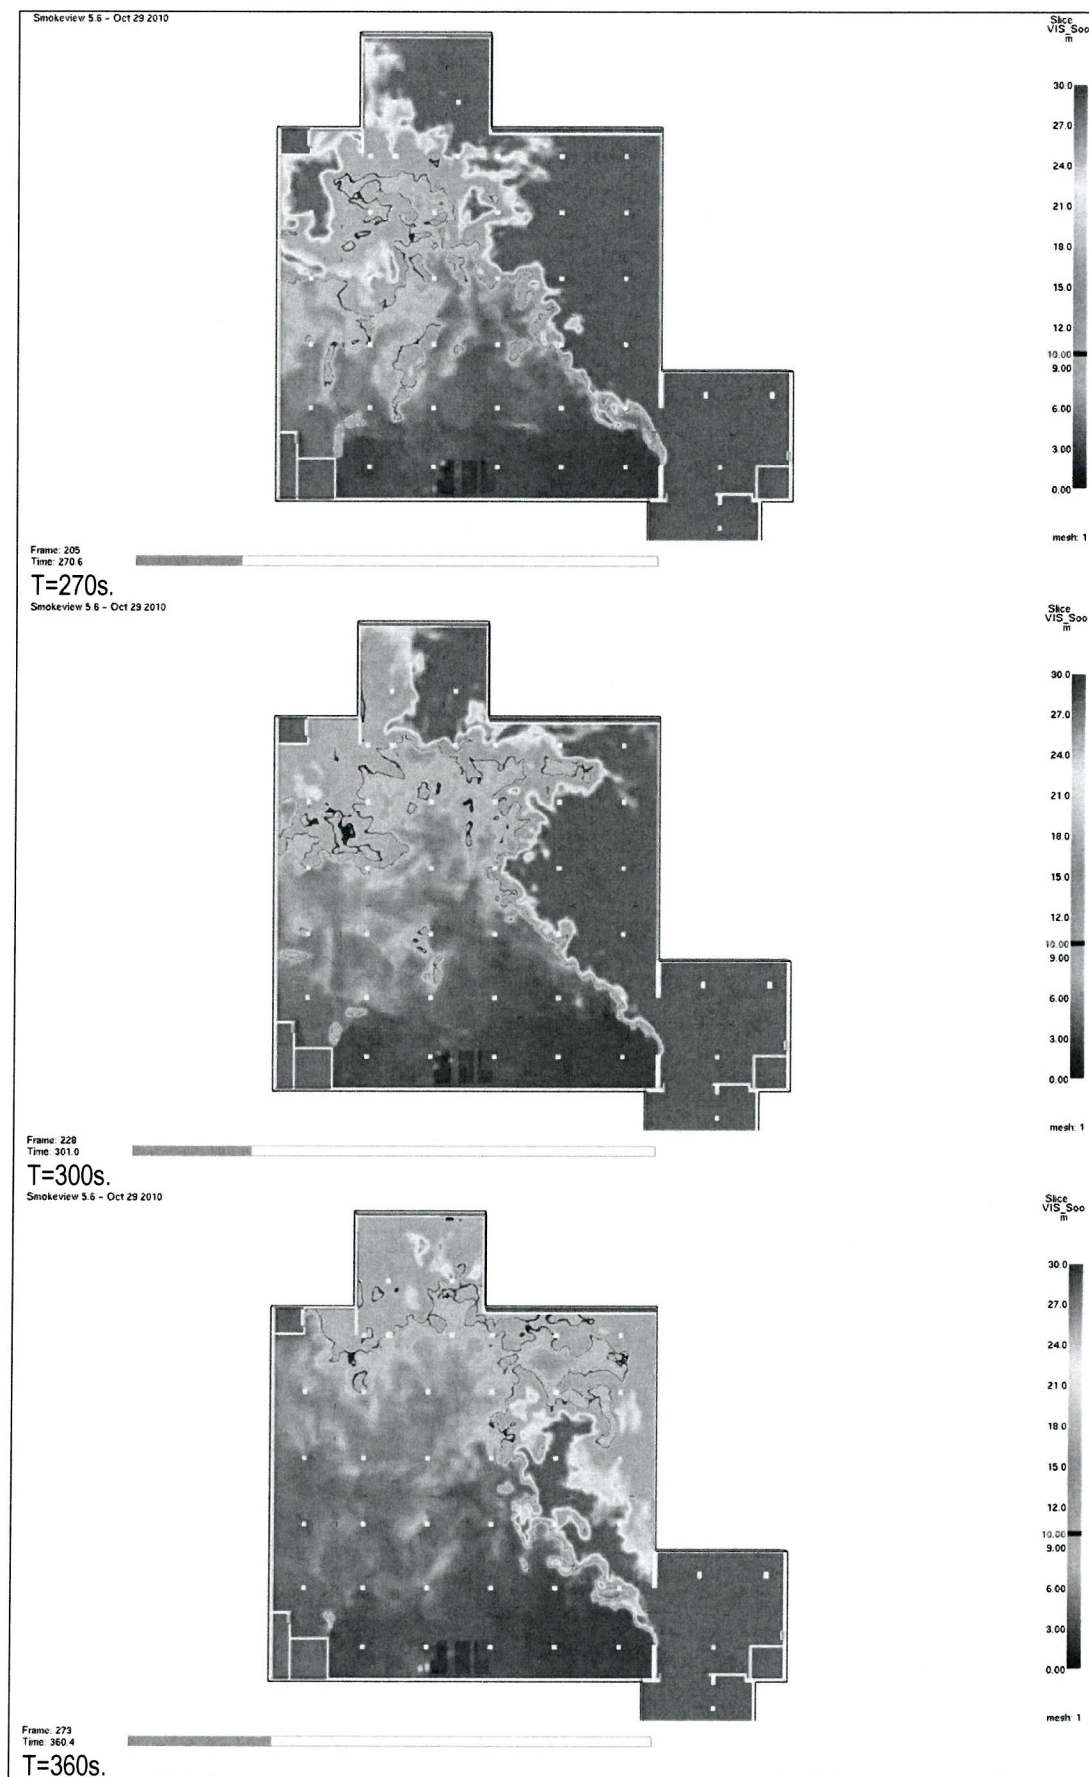 Smokeview 5.6 - Oct 29 2010
Slice
VIS_Soo
m
30.0
27.0
24.0
21.0
18.0
15.0
12.0
10.00
9.00
6.00
3.00
0.00
mesh: 1
Frame: 205
Time: 270.6
T=270s.
Smokeview 5.6 - Oct 29 2010
Slice
VIS_Soo
m
30.0
27.0
24.0
21.0
18.0
15.0
12.0
10.00
9.00
6.00
3.00
0.00
mesh: 1
Frame: 228
Time: 301.0
T=300s.
Smokeview 5.6 - Oct 29 2010
Slice
VIS_Soo
m
30.0
27.0
24.0
21.0
18.0
15.0
12.0
10.00
9.00
6.00
3.00
0.00
mesh: 1
Frame: 273
Time: 360.4
T=360s.